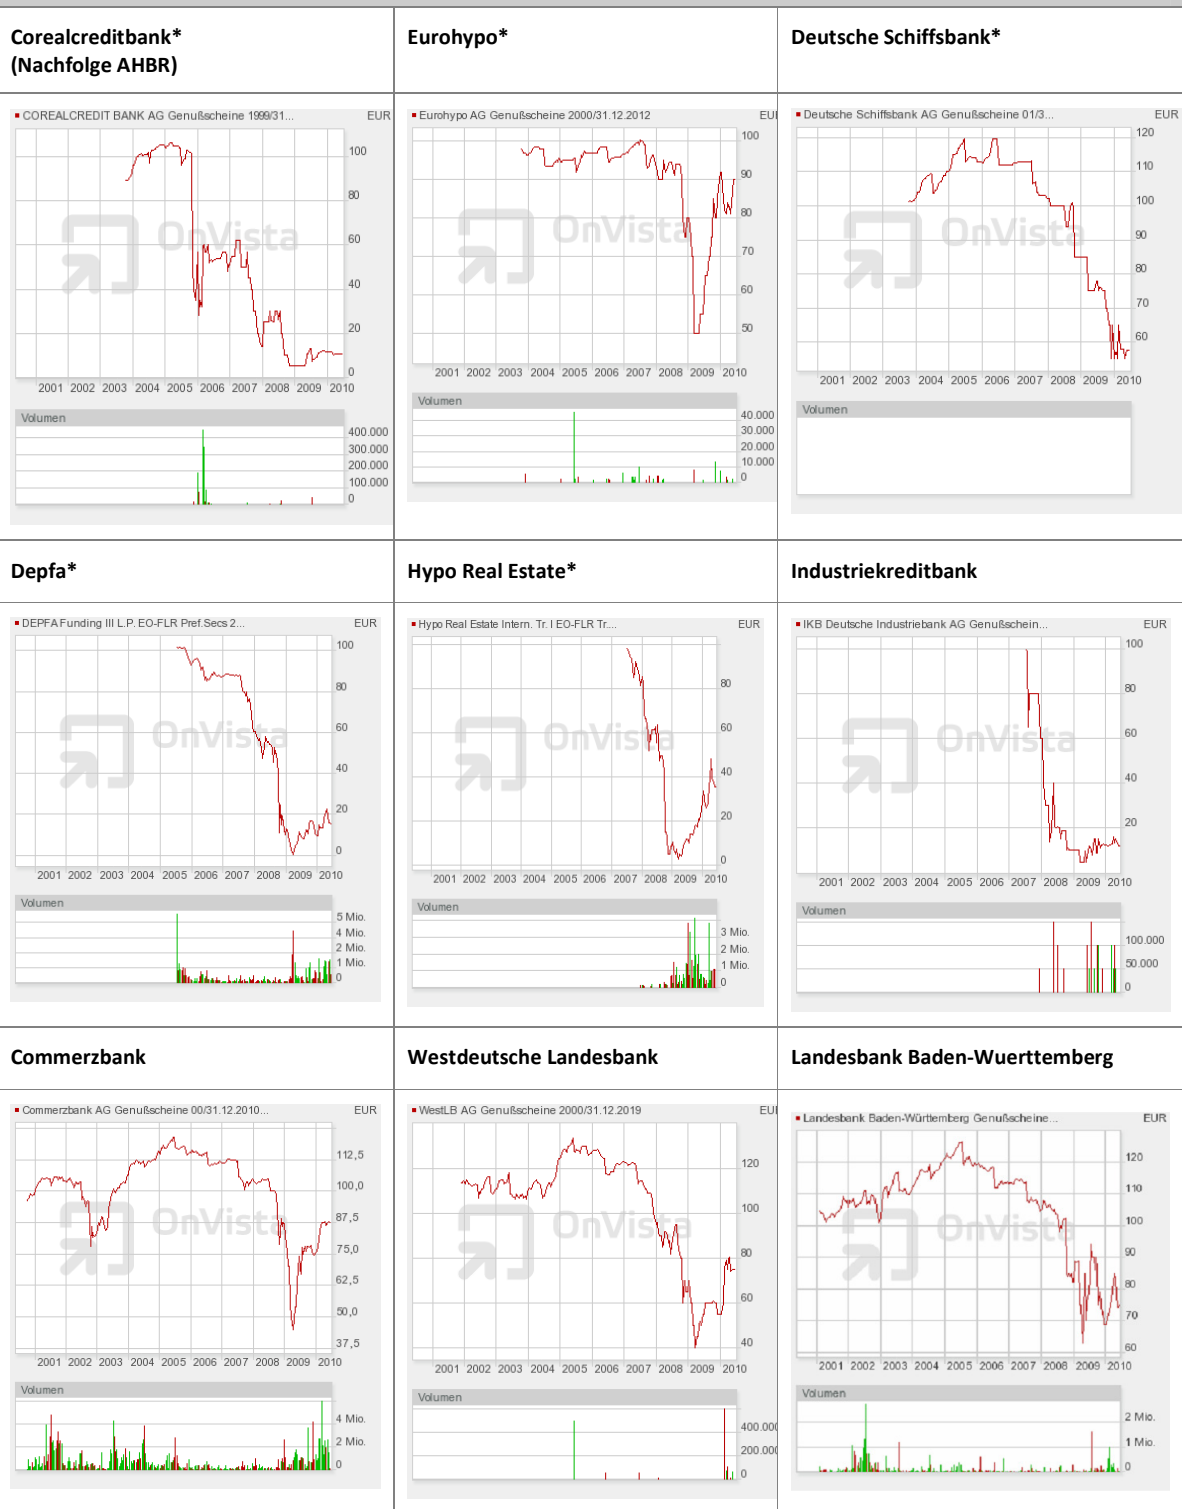 Corealcreditbank*
(Nachfolge AHBR)
Eurohypo*
Deutsche Schiffsbank*
COREALCREDIT BANK AG Genußscheine 1999/31... EUR
100
80
60
40
20
0
OnVista
2001 2002 2003 2004 2005 2006 2007 2008 2009 2010
Volumen
400.000
300.000
200.000
100.000
0
Eurohypo AG Genußscheine 2000/31.12.2012 EU
100
90
80
70
60
50
OnVista
2001 2002 2003 2004 2005 2006 2007 2008 2009 2010
Volumen
40.000
30.000
20.000
10.000
0
Deutsche Schiffsbank AG Genußscheine 01/3... EUR
120
110
100
90
80
70
60
OnVista
2001 2002 2003 2004 2005 2006 2007 2008 2009 2010
Volumen
Depfa*
Hypo Real Estate*
Industriekreditbank
DEPFA Funding III L.P. EO-FLR Pref.Secs 2... EUR
100
80
60
40
20
0
OnVista
2001 2002 2003 2004 2005 2006 2007 2008 2009 2010
Volumen
5 Mio.
4 Mio.
2 Mio.
1 Mio.
0
Hypo Real Estate Intern. Tr. I EO-FLR Tr.... EUR
80
60
40
20
0
OnVista
2001 2002 2003 2004 2005 2006 2007 2008 2009 2010
Volumen
3 Mio.
2 Mio.
1 Mio.
0
IKB Deutsche Industriebank AG Genußschein... EUR
100
80
60
40
20
OnVista
2001 2002 2003 2004 2005 2006 2007 2008 2009 2010
Volumen
100.000
50.000
0
Commerzbank
Westdeutsche Landesbank
Landesbank Baden-Wuerttemberg
Commerzbank AG Genußscheine 00/31.12.2010... EUR
112,5
100,0
87,5
75,0
62,5
50,0
37,5
OnVista
2001 2002 2003 2004 2005 2006 2007 2008 2009 2010
Volumen
4 Mio.
2 Mio.
0
WestLB AG Genußscheine 2000/31.12.2019 EU
120
100
80
60
40
OnVista
2001 2002 2003 2004 2005 2006 2007 2008 2009 2010
Volumen
400.000
200.000
0
Landesbank Baden-Württemberg Genußscheine... EUR
120
110
100
90
80
70
60
OnVista
2001 2002 2003 2004 2005 2006 2007 2008 2009 2010
Volumen
2 Mio.
1 Mio.
0